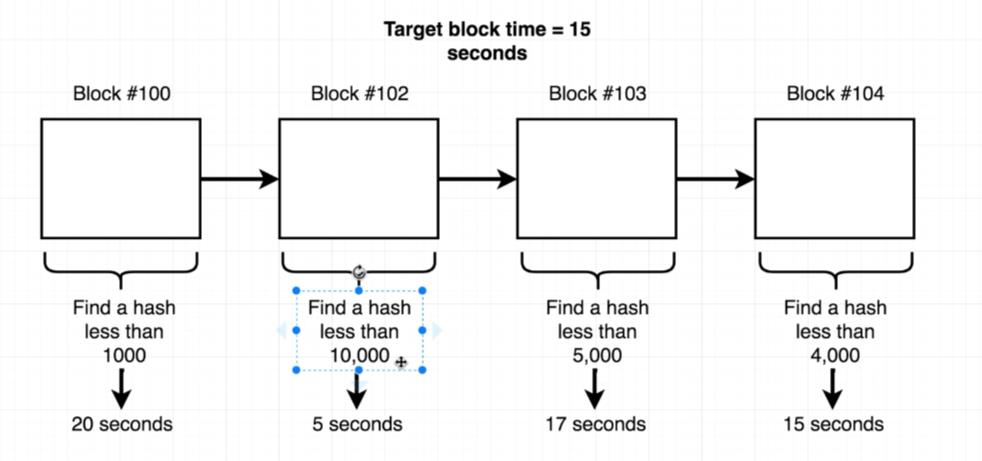 Target block time = 15
seconds
Block #100
Block #102
Block #103
Block #104
Find a hash
less than
1000
Find a hash
less than
10,000
Find a hash
less than
5,000
Find a hash
less than
4,000
20 seconds
5 seconds
17 seconds
15 seconds